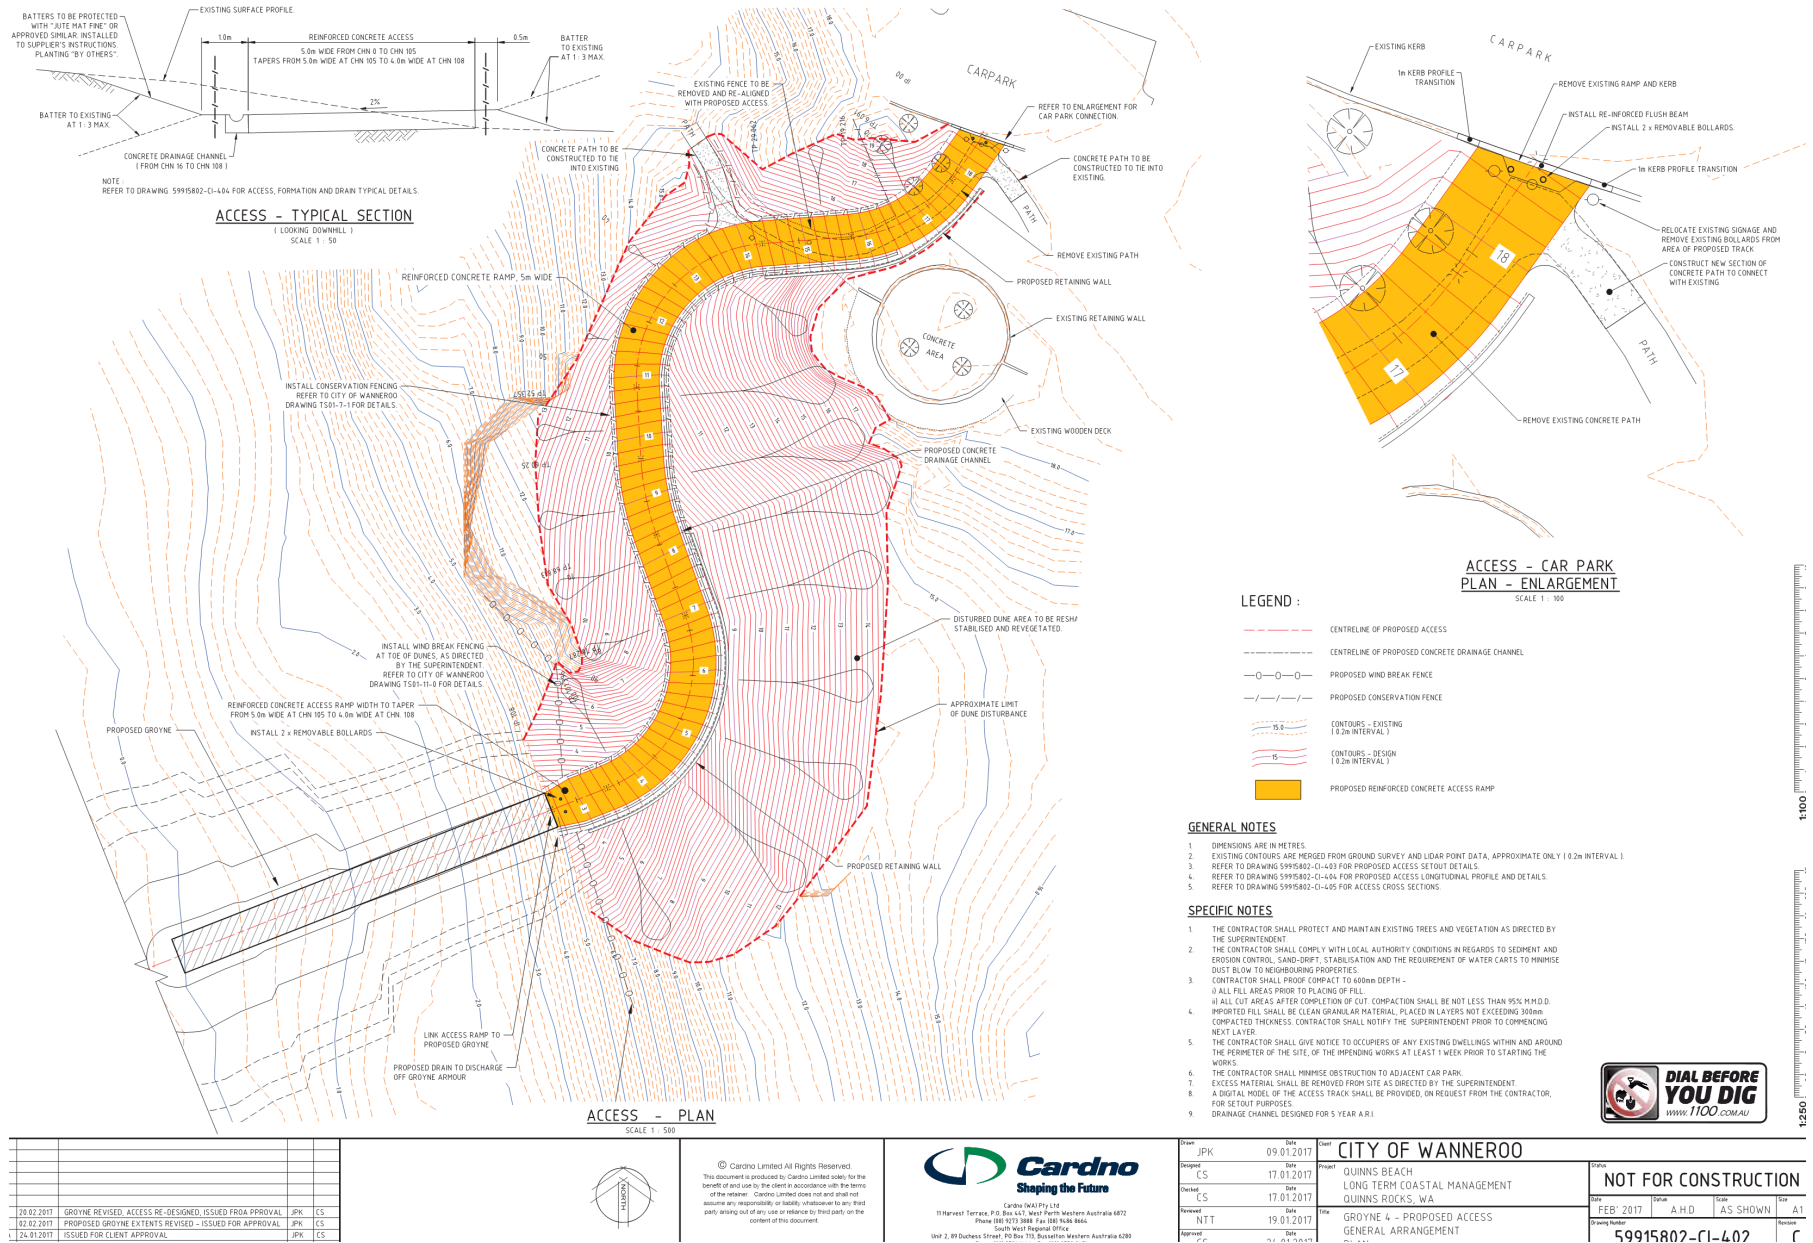 BATTERS TO BE PROTECTED
WITH "JUTE MAT FINE" OR
APPROVED SIMILAR. INSTALLED
TO SUPPLIER'S INSTRUCTIONS.
PLANTING "BY OTHERS".
EXISTING SURFACE PROFILE
1.0m
REINFORCED CONCRETE ACCESS
5.0m WIDE FROM CHN 0 TO CHN 105
TAPERS FROM 5.0m WIDE AT CHN 105 TO 4.0m WIDE AT CHN 108
0.5m
BATTER
TO EXISTING
AT 1 : 3 MAX.
2%
BATTER TO EXISTING
AT 1 : 3 MAX.
CONCRETE DRAINAGE CHANNEL
( FROM CHN 16 TO CHN 108 )
NOTE :
REFER TO DRAWING 59915802-CI-404 FOR ACCESS, FORMATION AND DRAIN TYPICAL DETAILS.
ACCESS - TYPICAL SECTION
( LOOKING DOWNHILL )
SCALE 1 : 50
EXISTING FENCE TO BE
REMOVED AND RE-ALIGNED
WITH PROPOSED ACCESS.
CONCRETE PATH TO BE
CONSTRUCTED TO TIE
INTO EXISTING
PATH
CARPARK
REFER TO ENLARGEMENT FOR
CAR PARK CONNECTION.
CONCRETE PATH TO BE
CONSTRUCTED TO TIE INTO
EXISTING.
PATH
REMOVE EXISTING PATH
PROPOSED RETAINING WALL
EXISTING RETAINING WALL
CONCRETE
AREA
EXISTING WOODEN DECK
REINFORCED CONCRETE RAMP, 5m WIDE
INSTALL CONSERVATION FENCING
REFER TO CITY OF WANNEROO
DRAWING TS01-7-1 FOR DETAILS.
PROPOSED CONCRETE
DRAINAGE CHANNEL
DISTURBED DUNE AREA TO BE RESHA
STABILISED AND REVEGETATED.
INSTALL WIND BREAK FENCING
AT TOE OF DUNES, AS DIRECTED
BY THE SUPERINTENDENT.
REFER TO CITY OF WANNEROO
DRAWING TS01-11-0 FOR DETAILS.
REINFORCED CONCRETE ACCESS RAMP WIDTH TO TAPER
FROM 5.0m WIDE AT CHN 105 TO 4.0m WIDE AT CHN. 108
INSTALL 2 x REMOVABLE BOLLARDS
PROPOSED GROYNE
APPROXIMATE LIMIT
OF DUNE DISTURBANCE
PROPOSED RETAINING WALL
LINK ACCESS RAMP TO
PROPOSED GROYNE
PROPOSED DRAIN TO DISCHARGE
OFF GROYNE ARMOUR
ACCESS - PLAN
SCALE 1 : 500
EXISTING KERB
CARPARK
1m KERB PROFILE
TRANSITION
REMOVE EXISTING RAMP AND KERB
INSTALL RE-INFORCED FLUSH BEAM
INSTALL 2 x REMOVABLE BOLLARDS.
1m KERB PROFILE TRANSITION
RELOCATE EXISTING SIGNAGE AND
REMOVE EXISTING BOLLARDS FROM
AREA OF PROPOSED TRACK
CONSTRUCT NEW SECTION OF
CONCRETE PATH TO CONNECT
WITH EXISTING
18
17
PATH
REMOVE EXISTING CONCRETE PATH
ACCESS - CAR PARK
PLAN - ENLARGEMENT
SCALE 1 : 100
LEGEND :
CENTRELINE OF PROPOSED ACCESS
CENTRELINE OF PROPOSED CONCRETE DRAINAGE CHANNEL
PROPOSED WIND BREAK FENCE
PROPOSED CONSERVATION FENCE
15.0
CONTOURS - EXISTING
( 0.2m INTERVAL )
15
CONTOURS - DESIGN
( 0.2m INTERVAL )
PROPOSED REINFORCED CONCRETE ACCESS RAMP
GENERAL NOTES
1. DIMENSIONS ARE IN METRES.
2. EXISTING CONTOURS ARE MERGED FROM GROUND SURVEY AND LIDAR POINT DATA, APPROXIMATE ONLY ( 0.2m INTERVAL ).
3. REFER TO DRAWING 59915802-CI-403 FOR PROPOSED ACCESS SETOUT DETAILS.
4. REFER TO DRAWING 59915802-CI-404 FOR PROPOSED ACCESS LONGITUDINAL PROFILE AND DETAILS.
5. REFER TO DRAWING 59915802-CI-405 FOR ACCESS CROSS SECTIONS.
SPECIFIC NOTES
1. THE CONTRACTOR SHALL PROTECT AND MAINTAIN EXISTING TREES AND VEGETATION AS DIRECTED BY
THE SUPERINTENDENT.
2. THE CONTRACTOR SHALL COMPLY WITH LOCAL AUTHORITY CONDITIONS IN REGARDS TO SEDIMENT AND
EROSION CONTROL, SAND-DRIFT, STABILISATION AND THE REQUIREMENT OF WATER CARTS TO MINIMISE
DUST BLOW TO NEIGHBOURING PROPERTIES.
3. CONTRACTOR SHALL PROOF COMPACT TO 600mm DEPTH -
i) ALL FILL AREAS PRIOR TO PLACING OF FILL.
ii) ALL CUT AREAS AFTER COMPLETION OF CUT. COMPACTION SHALL BE NOT LESS THAN 95% M.M.D.D.
4. IMPORTED FILL SHALL BE CLEAN GRANULAR MATERIAL, PLACED IN LAYERS NOT EXCEEDING 300mm
COMPACTED THICKNESS. CONTRACTOR SHALL NOTIFY THE SUPERINTENDENT PRIOR TO COMMENCING
NEXT LAYER.
5. THE CONTRACTOR SHALL GIVE NOTICE TO OCCUPIERS OF ANY EXISTING DWELLINGS WITHIN AND AROUND
THE PERIMETER OF THE SITE, OF THE IMPENDING WORKS AT LEAST 1 WEEK PRIOR TO STARTING THE
WORKS.
6. THE CONTRACTOR SHALL MINIMISE OBSTRUCTION TO ADJACENT CAR PARK.
7. EXCESS MATERIAL SHALL BE REMOVED FROM SITE AS DIRECTED BY THE SUPERINTENDENT.
8. A DIGITAL MODEL OF THE ACCESS TRACK SHALL BE PROVIDED, ON REQUEST FROM THE CONTRACTOR,
FOR SETOUT PURPOSES.
9. DRAINAGE CHANNEL DESIGNED FOR 5 YEAR A.R.I.
DIAL BEFORE
YOU DIG
WWW.1100.COM.AU
1:100
1:250
20.02.2017 GROYNE REVISED, ACCESS RE-DESIGNED, ISSUED FROA APPROVAL JPK CS
02.02.2017 PROPOSED GROYNE EXTENTS REVISED - ISSUED FOR APPROVAL JPK CS
24.01.2017 ISSUED FOR CLIENT APPROVAL JPK CS
NORTH
© Cardno Limited All Rights Reserved.
This document is produced by Cardno Limited solely for the
benefit of and use by the client in accordance with the terms
of the retainer. Cardno Limited does not and shall not
assume any responsibility or liability whatsoever to any third
party arising out of any use or reliance by third party on the
content of this document.
Cardno
Shaping the Future
Cardno (WA) Pty Ltd
11 Harvest Terrace, P.O. Box 447, West Perth Western Australia 6872
Phone (08) 9273 3888 Fax (08) 9486 8664
South West Regional Office
Unit 2, 89 Duchess Street, PO Box 713, Busselton Western Australia 6280
Drawn JPK Date 09.01.2017
Designed CS Date 17.01.2017
Checked CS Date 17.01.2017
Reviewed NTT Date 19.01.2017
Approved CS Date 24.01.2017
Client CITY OF WANNEROO
Project QUINNS BEACH
LONG TERM COASTAL MANAGEMENT
QUINNS ROCKS, WA
Title GROYNE 4 - PROPOSED ACCESS
GENERAL ARRANGEMENT
PLAN
Status
NOT FOR CONSTRUCTION
Date FEB' 2017 Datum A.H.D Scale AS SHOWN Size A1
Drawing Number 59915802-CI-402 Revision C